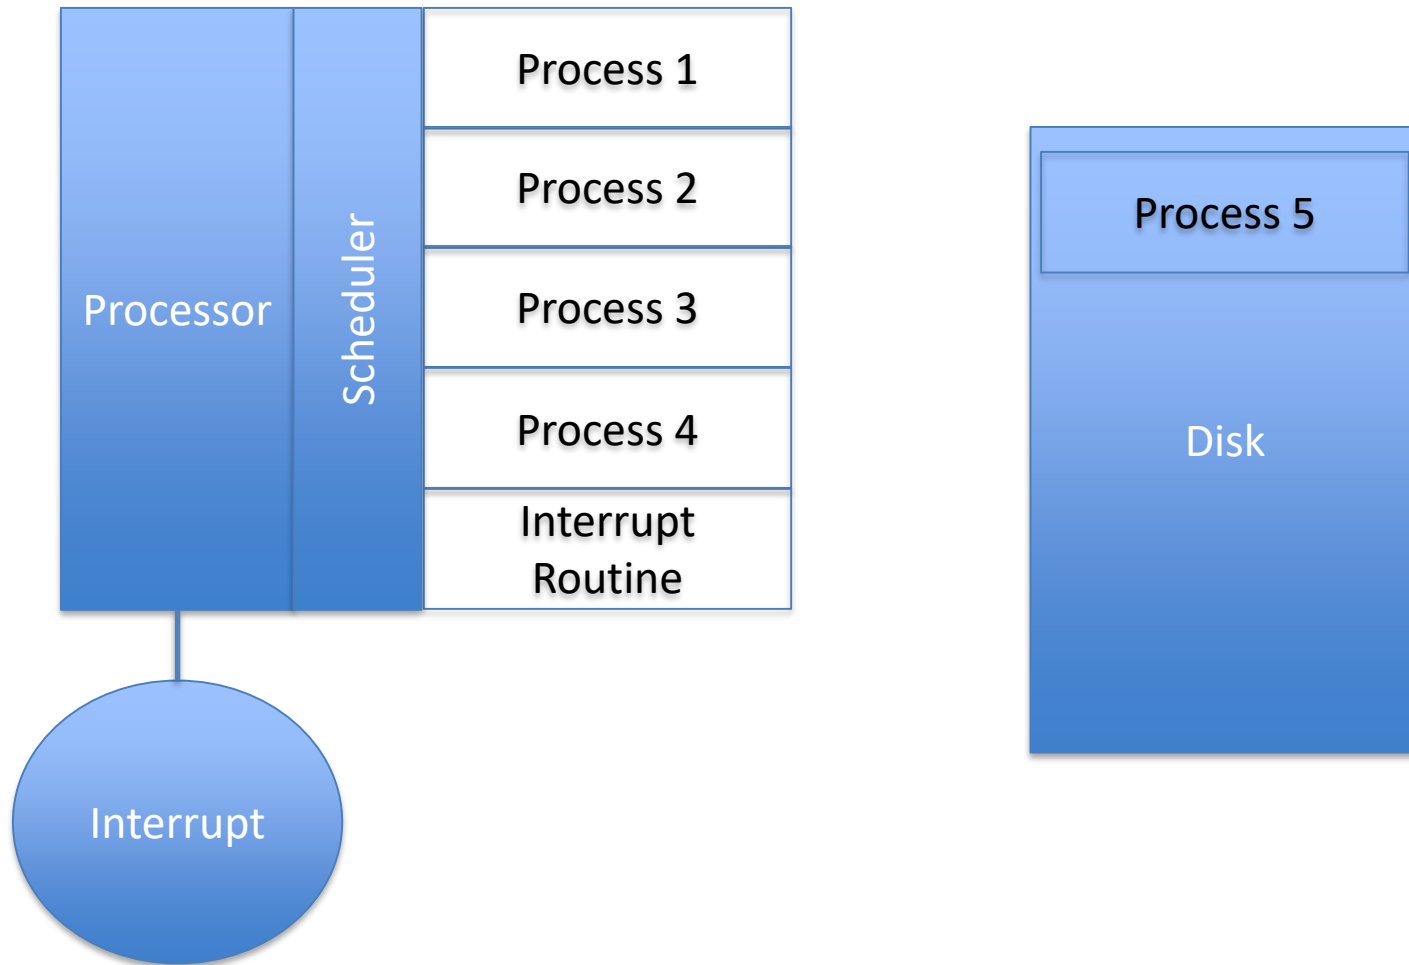 Processor
Scheduler
Process 1
Process 2
Process 3
Process 4
Interrupt
Routine
Interrupt
Process 5
Disk